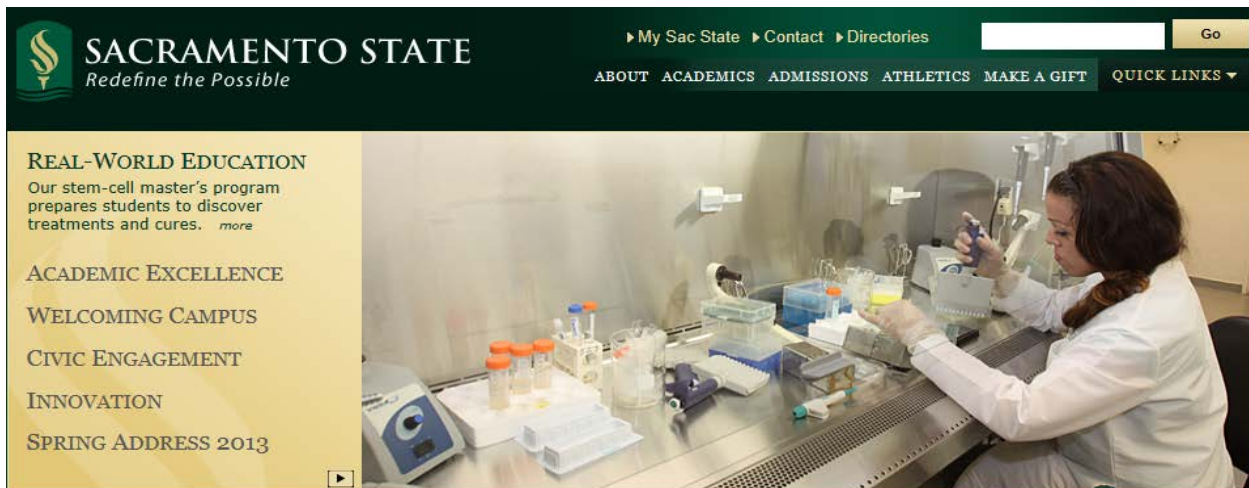 SACRAMENTO STATE
Redefine the Possible
My Sac State Contact Directories
Go
ABOUT ACADEMICS ADMISSIONS ATHLETICS MAKE A GIFT QUICK LINKS
REAL-WORLD EDUCATION
Our stem-cell master's program
prepares students to discover
treatments and cures. more
ACADEMIC EXCELLENCE
WELCOMING CAMPUS
CIVIC ENGAGEMENT
INNOVATION
SPRING ADDRESS 2013